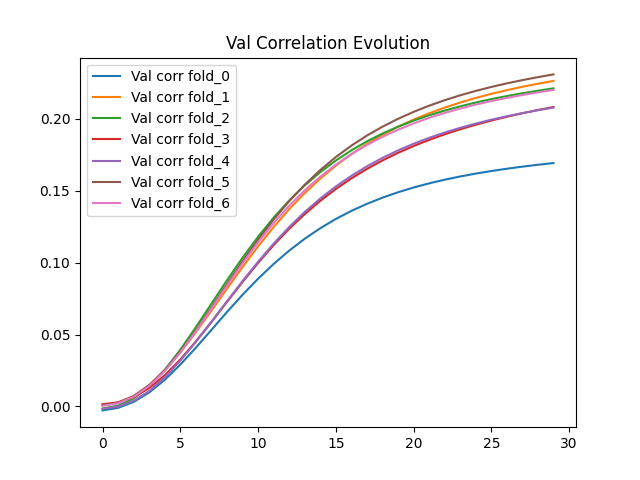 Val Correlation Evolution
Val corr fold_0
Val corr fold_1
Val corr fold_2
Val corr fold_3
Val corr fold_4
Val corr fold_5
Val corr fold_6
0.20
0.15
0.10
0.05
0.00
0 5 10 15 20 25 30